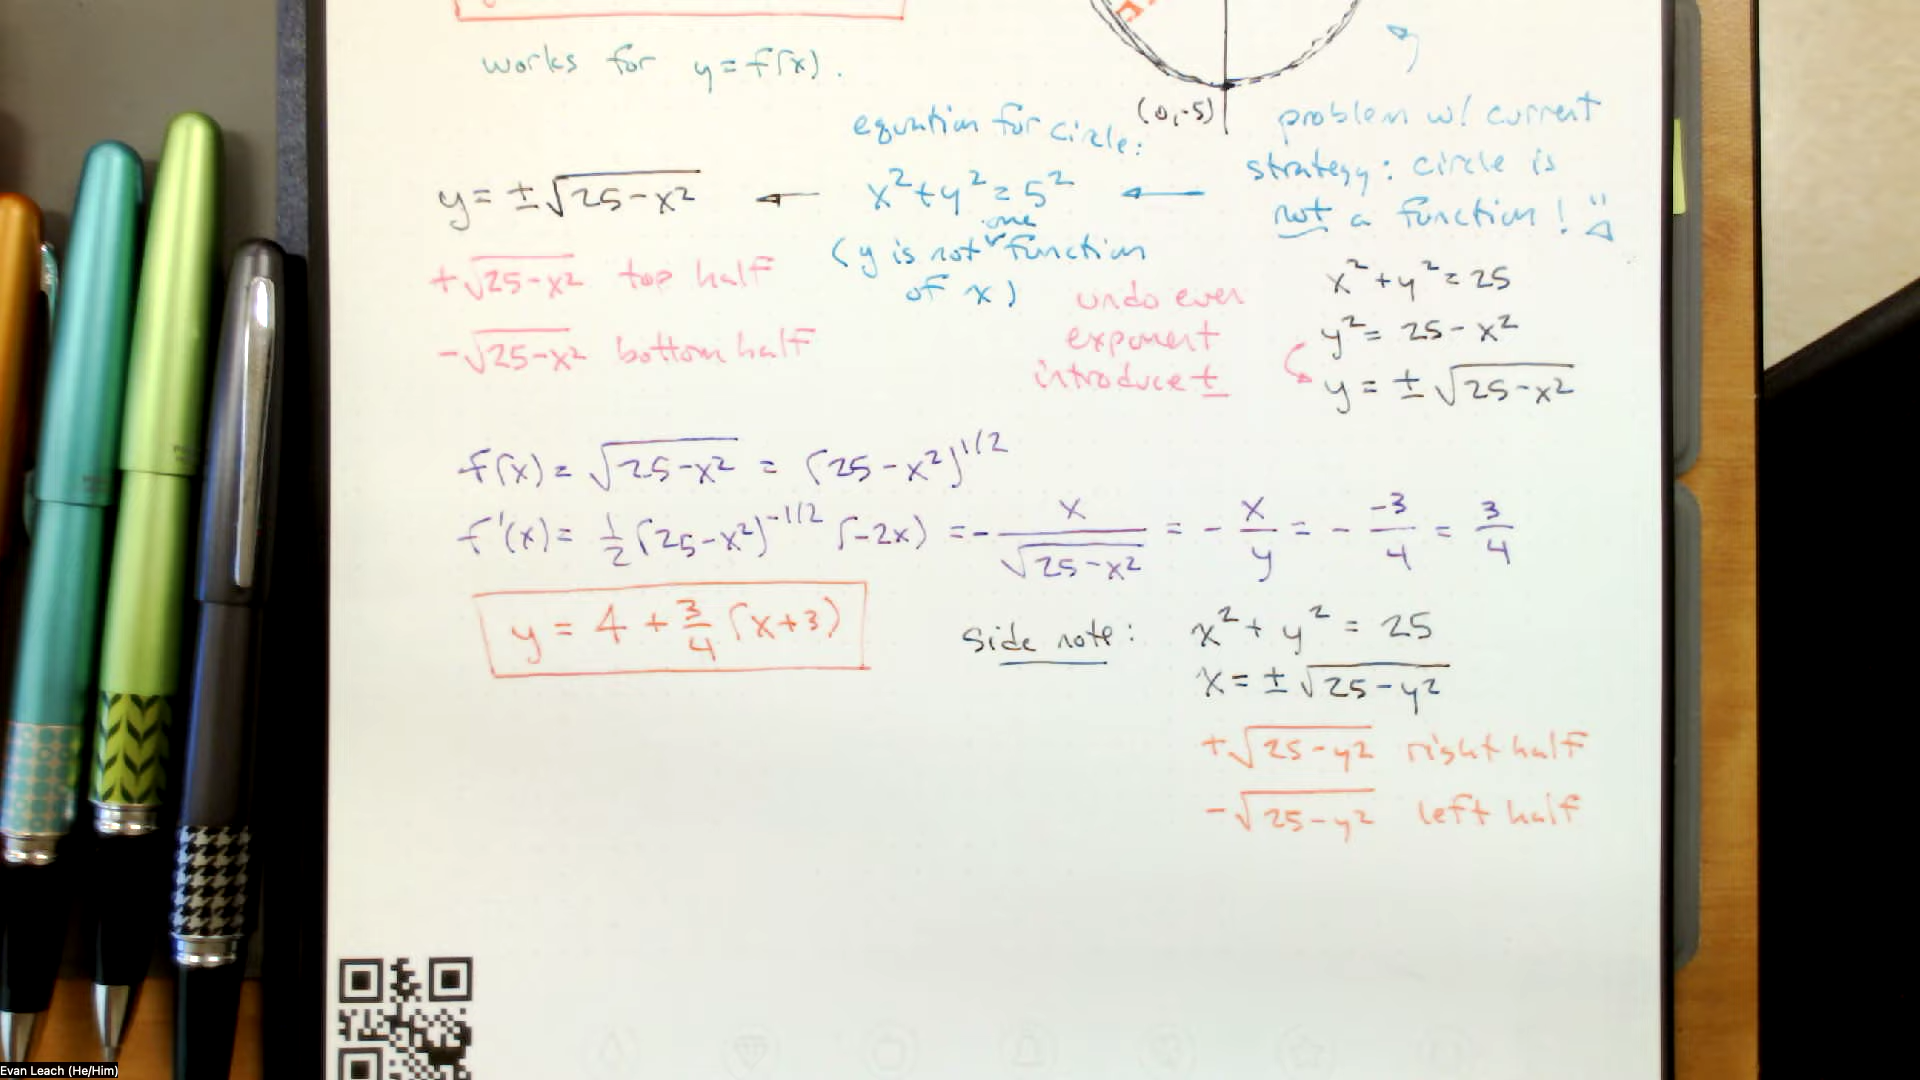 works for y = f(x).
(0,-5)
equation for circle:
x² + y² = 5²
(y is not one function
of x)
problem w/ current
strategy: circle is
not a function!
y = ±√25-x²
+√25-x² top half
-√25-x² bottom half
undo even
exponent
introduce ±
x² + y² = 25
y² = 25 - x²
y = ± √25-x²
f(x) = √25-x² = (25-x²)^1/2
f'(x) = 1/2 (25-x²)^-1/2 (-2x) = - x/√25-x² = - x/y = - -3/4 = 3/4
y = 4 + 3/4 (x+3)
side note: x² + y² = 25
x = ± √25-y²
+√25-y² right half
-√25-y² left half
Evan Leach (He/Him)